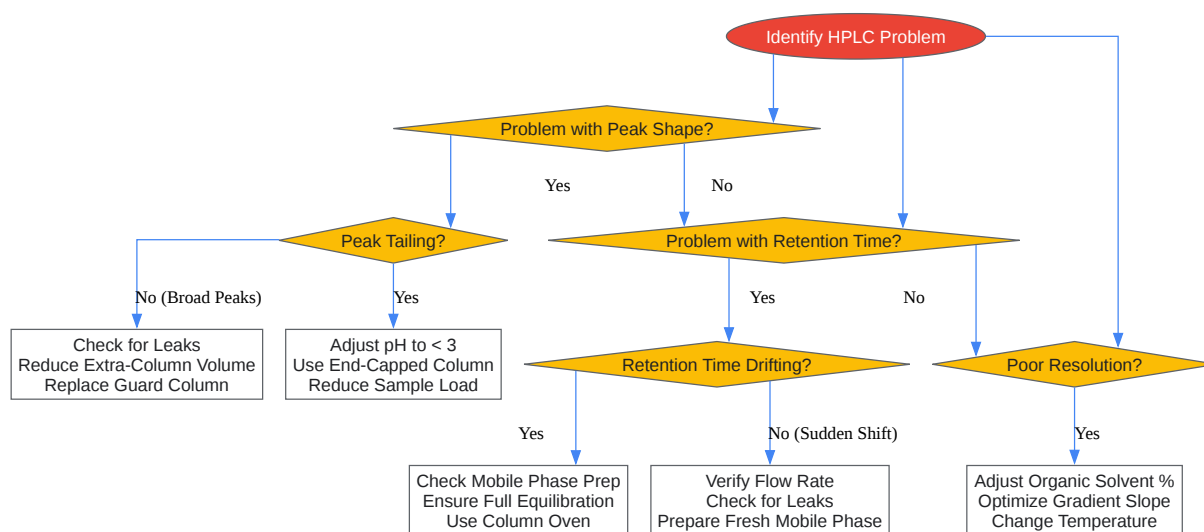 Identify HPLC Problem
Problem with Peak Shape?
Yes
No
Peak Tailing?
Problem with Retention Time?
No (Broad Peaks)
Yes
Yes
No
Check for Leaks
Reduce Extra-Column Volume
Replace Guard Column
Adjust pH to < 3
Use End-Capped Column
Reduce Sample Load
Retention Time Drifting?
Poor Resolution?
Yes
No (Sudden Shift)
Yes
Check Mobile Phase Prep
Ensure Full Equilibration
Use Column Oven
Verify Flow Rate
Check for Leaks
Prepare Fresh Mobile Phase
Adjust Organic Solvent %
Optimize Gradient Slope
Change Temperature